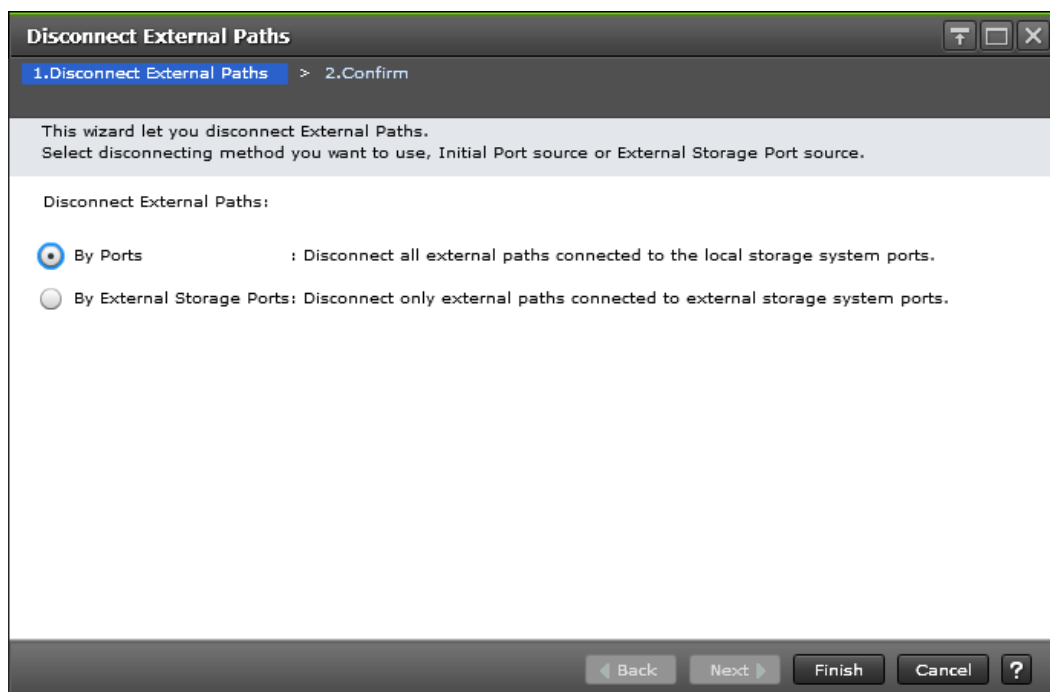 Disconnect External Paths
1.Disconnect External Paths > 2.Confirm
This wizard let you disconnect External Paths.
Select disconnecting method you want to use, Initial Port source or External Storage Port source.
Disconnect External Paths:
By Ports : Disconnect all external paths connected to the local storage system ports.
By External Storage Ports: Disconnect only external paths connected to external storage system ports.
Back Next Finish Cancel ?